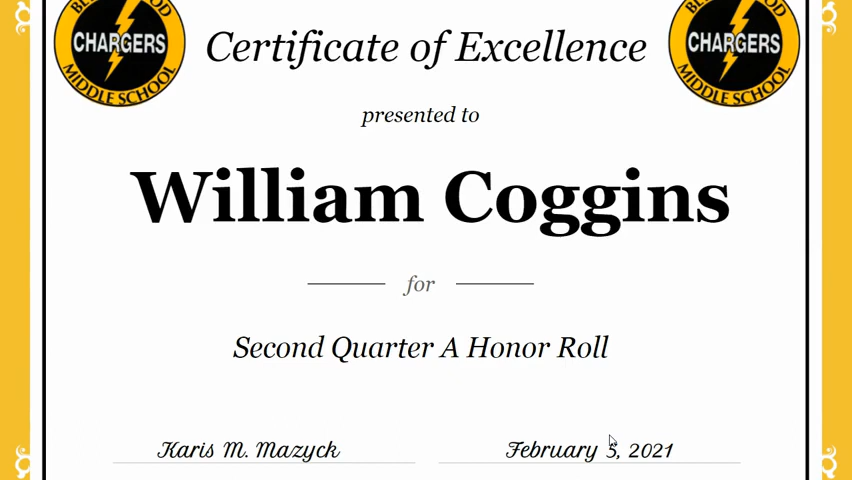 CHARGERS
MIDDLE SCHOOL
Certificate of Excellence
CHARGERS
MIDDLE SCHOOL
presented to
William Coggins
for
Second Quarter A Honor Roll
Karis M. Mazyck
February 5, 2021